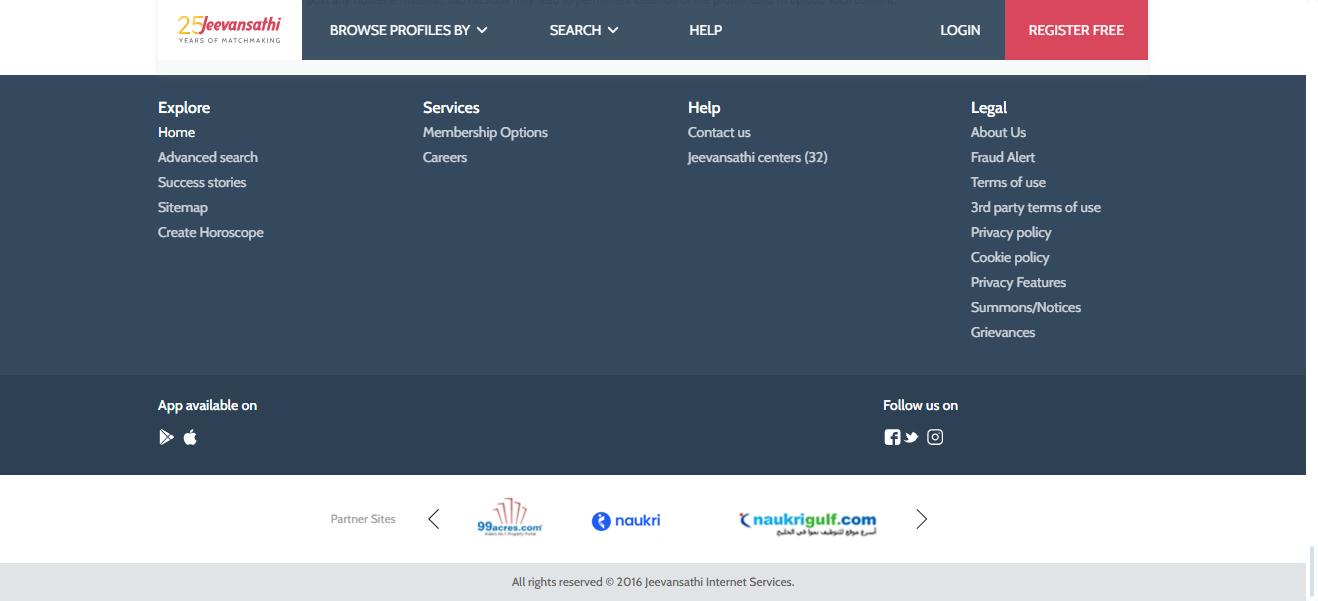 25 Jeevansathi
YEARS OF MATCHMAKING
BROWSE PROFILES BY
SEARCH
HELP
LOGIN
REGISTER FREE
Explore
Home
Advanced search
Success stories
Sitemap
Create Horoscope
Services
Membership Options
Careers
Help
Contact us
Jeevansathi centers (32)
Legal
About Us
Fraud Alert
Terms of use
3rd party terms of use
Privacy policy
Cookie policy
Privacy Features
Summons/Notices
Grievances
App available on
Follow us on
Partner Sites
99acres.com
India's No.1 Property Portal
naukri
naukrigulf.com
أسرع موقع للتوظيف نموا في الخليج
All rights reserved © 2016 Jeevansathi Internet Services.